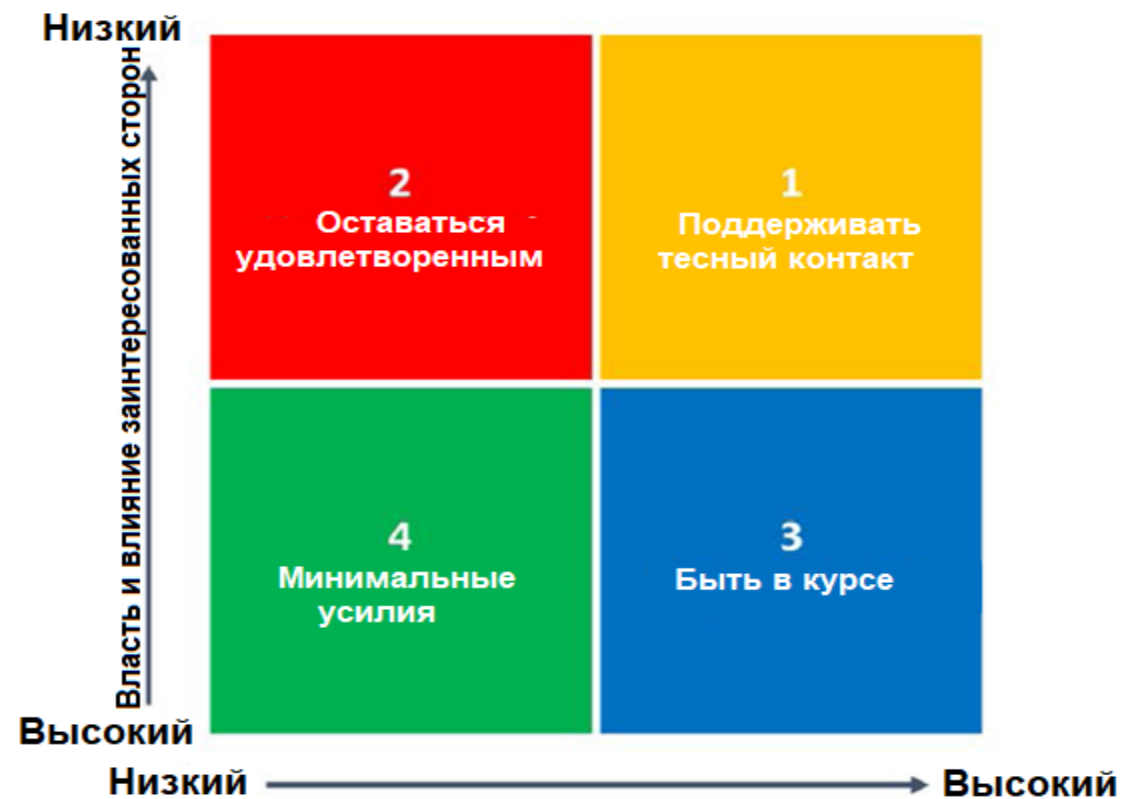 Низкий
Власть и влияние заинтересованных сторон
2
Оставаться
удовлетворенным
1
Поддерживать
тесный контакт
4
Минимальные
усилия
3
Быть в курсе
Высокий
Низкий
Высокий